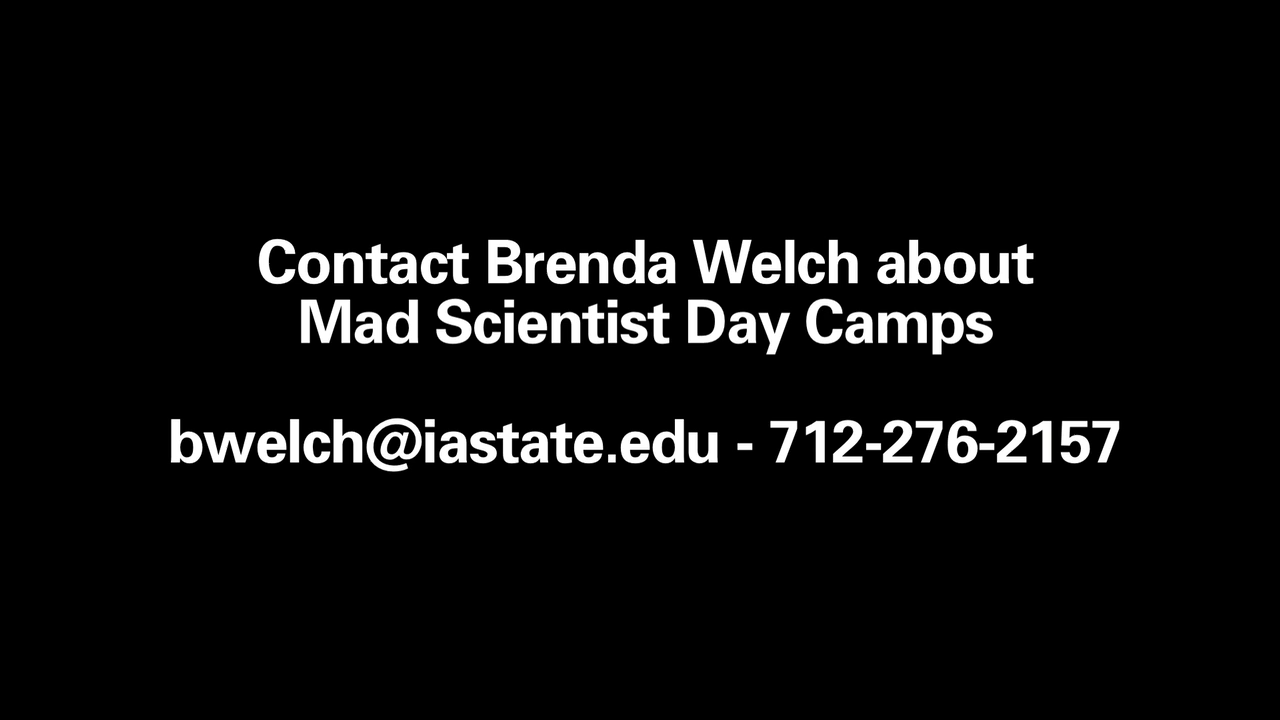 Contact Brenda Welch about
Mad Scientist Day Camps
bwelch@iastate.edu - 712-276-2157